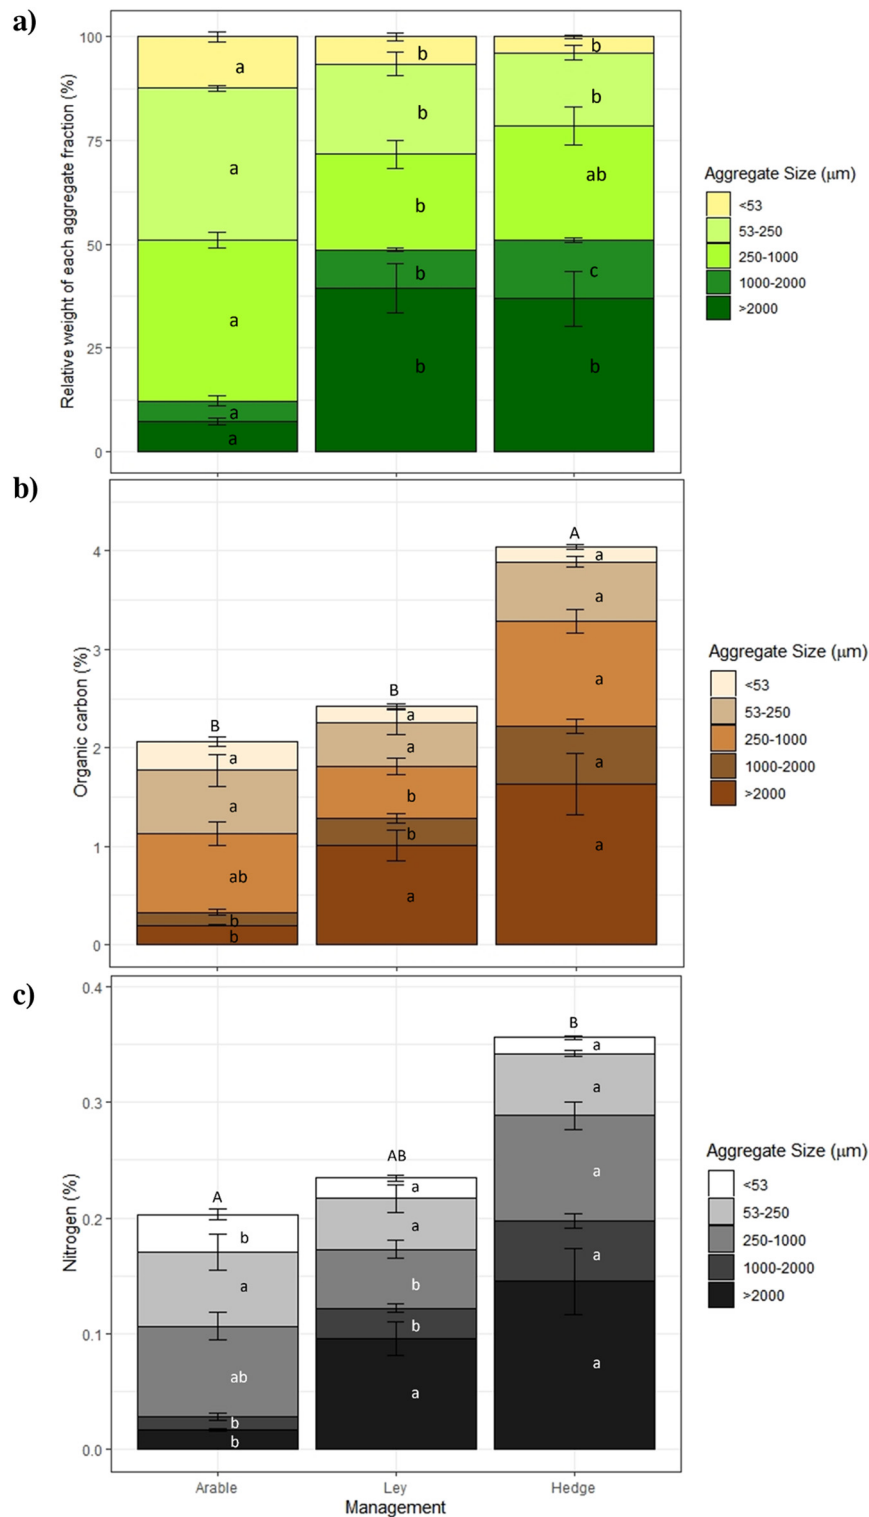 a)
Relative weight of each aggregate fraction (%)
100
75
50
25
0
a
a
a
a
a
b
b
b
b
b
b
b
ab
c
b
Aggregate Size (μm)
<53
53-250
250-1000
1000-2000
>2000
b)
Organic carbon (%)
4
3
2
1
0
B
a
a
ab
b
b
B
a
a
b
b
a
A
a
a
a
a
a
Aggregate Size (μm)
<53
53-250
250-1000
1000-2000
>2000
c)
Nitrogen (%)
0.4
0.3
0.2
0.1
0.0
A
b
a
ab
b
b
AB
a
a
b
b
a
B
a
a
a
a
a
Aggregate Size (μm)
<53
53-250
250-1000
1000-2000
>2000
Arable
Ley
Hedge
Management